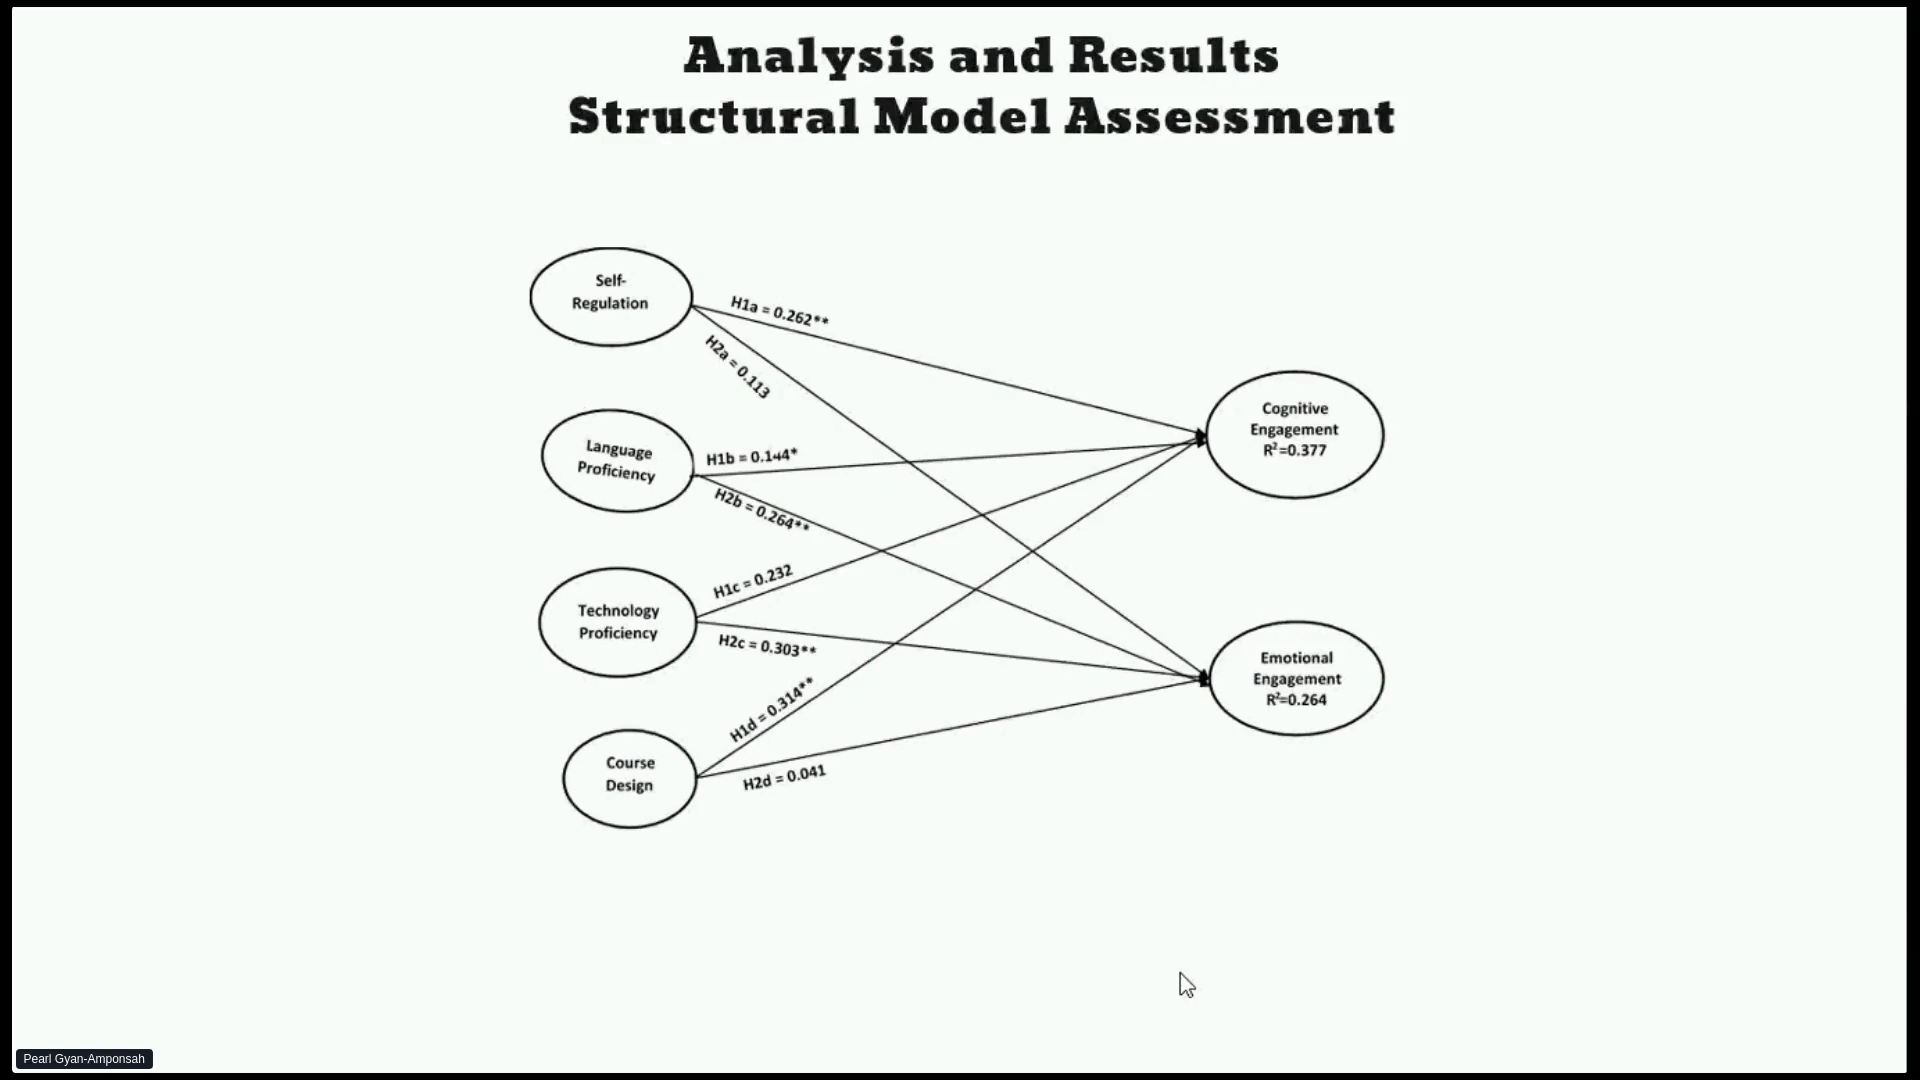 Analysis and Results
Structural Model Assessment
Self-
Regulation
H1a = 0.262**
H2a = 0.113
Language
Proficiency
H1b = 0.144*
H2b = 0.264**
Technology
Proficiency
H1c = 0.232
H2c = 0.303**
Course
Design
H1d = 0.314**
H2d = 0.041
Cognitive
Engagement
R²=0.377
Emotional
Engagement
R²=0.264
Pearl Gyan-Amponsah